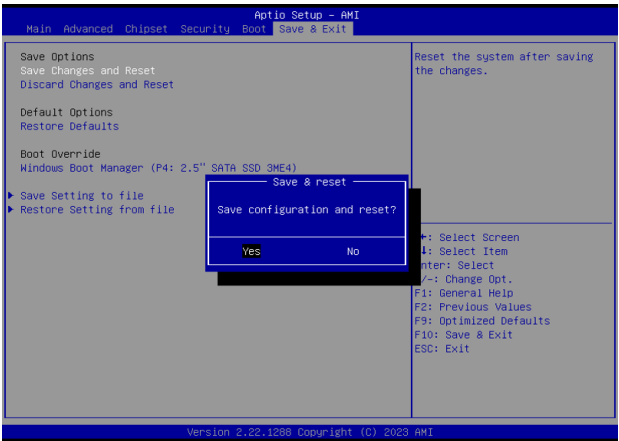 Aptio Setup - AMI
Main Advanced Chipset Security Boot Save & Exit
Save Options
Save Changes and Reset
Discard Changes and Reset
Default Options
Restore Defaults
Boot Override
Windows Boot Manager (P4: 2.5" SATA SSD 3ME4)
Save Setting to file
Restore Setting from file
Save & reset
Save configuration and reset?
Yes No
Reset the system after saving
the changes.
: Select Screen
: Select Item
nter: Select
/-: Change Opt.
F1: General Help
F2: Previous Values
F9: Optimized Defaults
F10: Save & Exit
ESC: Exit
Version 2.22.1288 Copyright (C) 2023 AMI